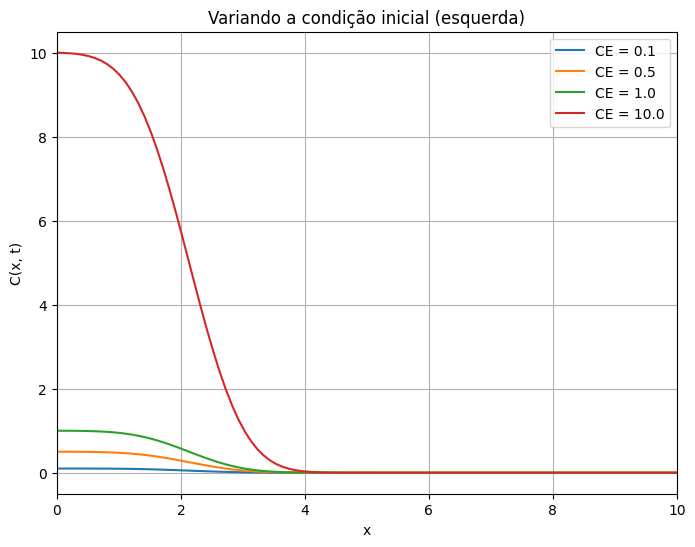 Variando a condição inicial (esquerda)
CE = 0.1
CE = 0.5
CE = 1.0
CE = 10.0
C(x, t)
10
8
6
4
2
0
0 2 4 6 8 10
x